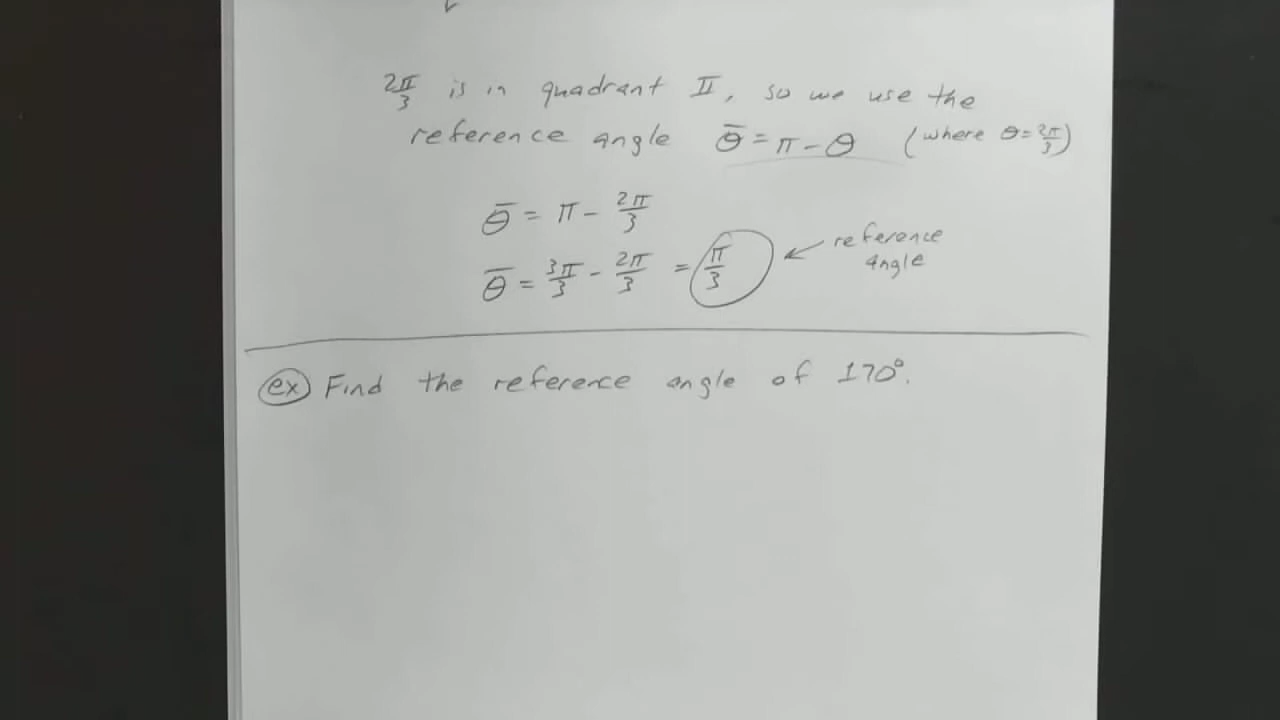 2π/3 is in quadrant II, so we use the
reference angle θ̄ = π - θ (where θ = 2π/3)
θ̄ = π - 2π/3
θ̄ = 3π/3 - 2π/3 = π/3 ← reference angle
ex Find the reference angle of 170°.